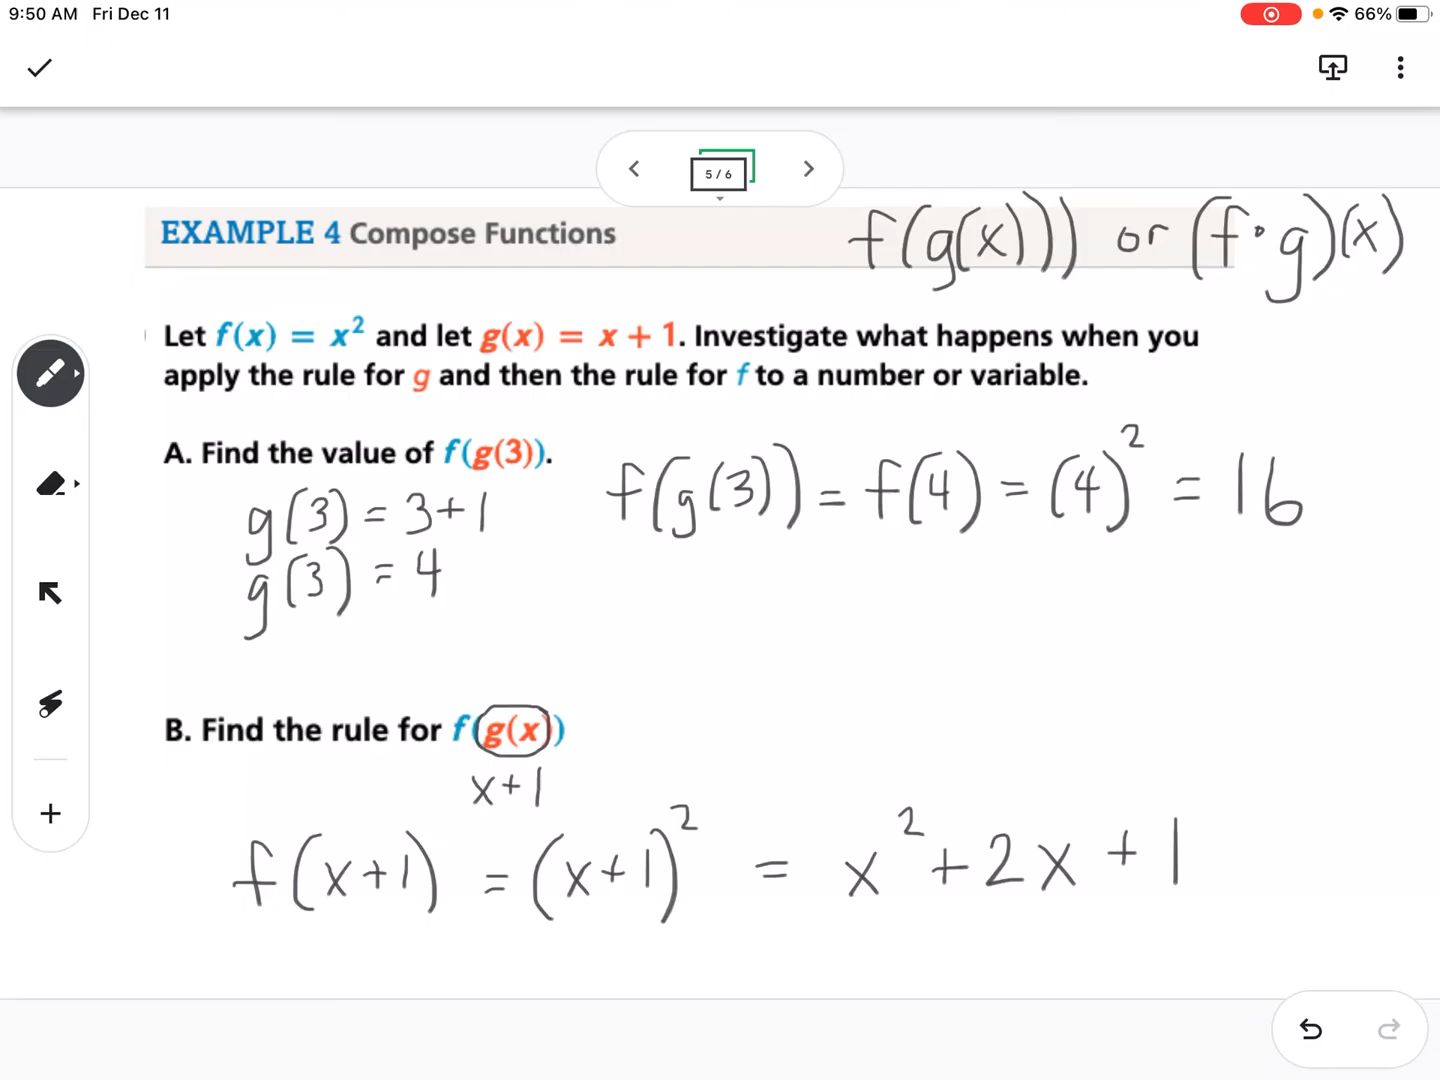 9:50 AM Fri Dec 11 66%
5 / 6
EXAMPLE 4 Compose Functions f(g(x))) or (f∘g)(x)
Let f(x) = x² and let g(x) = x + 1. Investigate what happens when you
apply the rule for g and then the rule for f to a number or variable.
A. Find the value of f(g(3)).
g(3) = 3+1
g(3) = 4
f(g(3)) = f(4) = (4)² = 16
B. Find the rule for f(g(x))
x+1
f(x+1) = (x+1)² = x² + 2x + 1